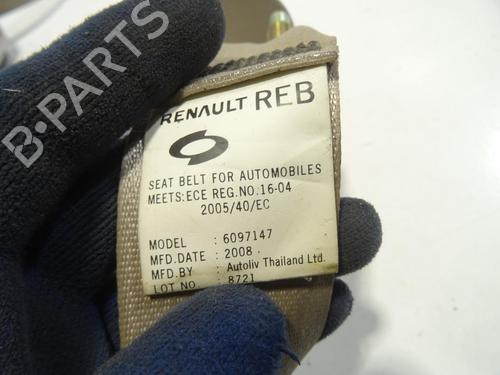 B-PARTS
RENAULT REB
SEAT BELT FOR AUTOMOBILES
MEETS:ECE REG.NO.16-04
2005/40/EC
MODEL : 6097147
MFD.DATE : 2008.
MFD.BY : Autoliv Thailand Ltd.
LOT NO. : 8721